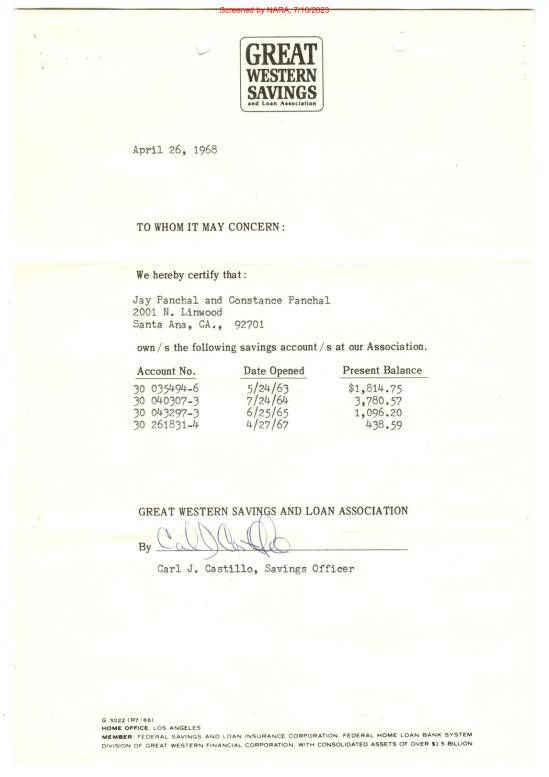 Screened by NARA, 7/10/2023
GREAT
WESTERN
SAVINGS
and Loan Association
April 26, 1968
TO WHOM IT MAY CONCERN:
We hereby certify that:
Jay Panchal and Constance Panchal
2001 N. Linwood
Santa Ana, CA., 92701
own/s the following savings account/s at our Association.
Account No. Date Opened Present Balance
30 035494-6 5/24/63 $1,814.75
30 040307-3 7/24/64 3,780.57
30 043297-3 6/25/65 1,096.20
30 261831-4 4/27/67 438.59
GREAT WESTERN SAVINGS AND LOAN ASSOCIATION
By
Carl J. Castillo, Savings Officer
G 3022 (R7/66)
HOME OFFICE: LOS ANGELES
MEMBER: FEDERAL SAVINGS AND LOAN INSURANCE CORPORATION, FEDERAL HOME LOAN BANK SYSTEM
DIVISION OF GREAT WESTERN FINANCIAL CORPORATION, WITH CONSOLIDATED ASSETS OF OVER $1.5 BILLION